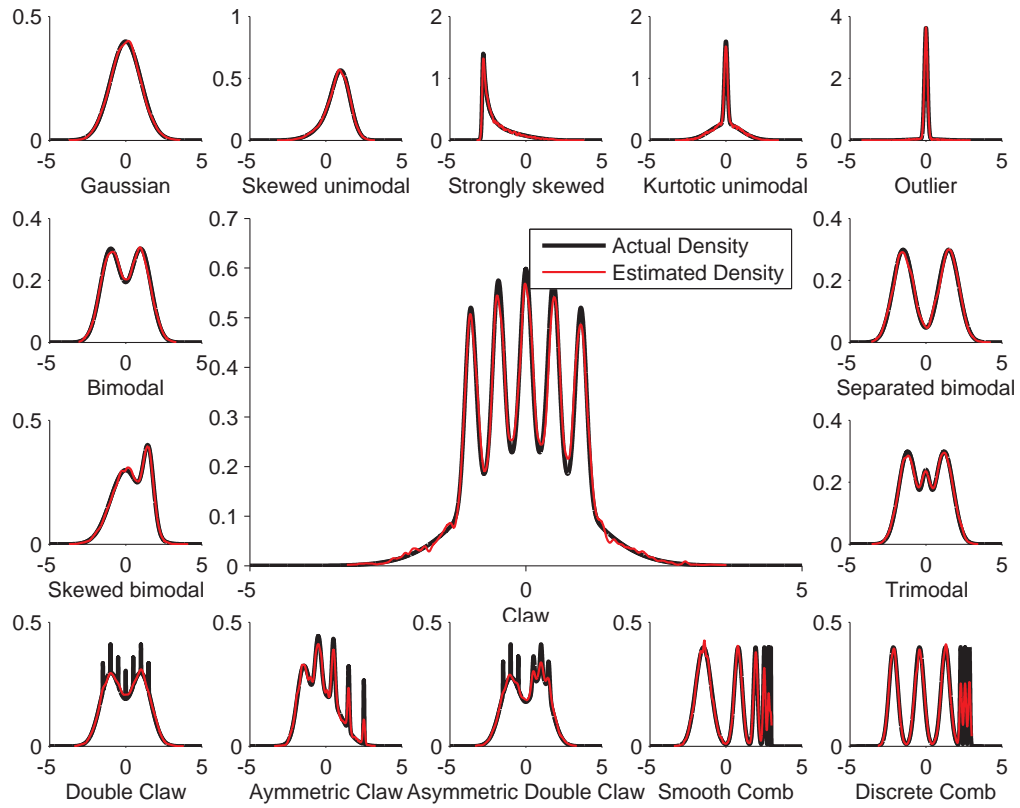 0.5
0
-5 0 5
Gaussian
1
0.5
0
-5 0 5
Skewed unimodal
2
1
0
-5 0 5
Strongly skewed
2
1
0
-5 0 5
Kurtotic unimodal
4
2
0
-5 0 5
Outlier
0.4
0.2
0
-5 0 5
Bimodal
0.7
0.6
0.5
0.4
0.3
0.2
0.1
0
-5 0 5
Claw
Actual Density
Estimated Density
0.4
0.2
0
-5 0 5
Separated bimodal
0.5
0
-5 0 5
Skewed bimodal
0.4
0.2
0
-5 0 5
Trimodal
0.5
0
-5 0 5
Double Claw
0.5
0
-5 0 5
Aymmetric Claw
0.5
0
-5 0 5
Asymmetric Double Claw
0.5
0
-5 0 5
Smooth Comb
0.5
0
-5 0 5
Discrete Comb